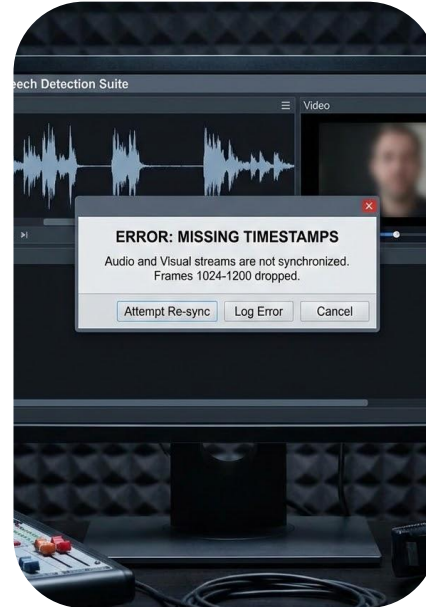 eech Detection Suite
Video
ERROR: MISSING TIMESTAMPS
Audio and Visual streams are not synchronized.
Frames 1024-1200 dropped.
Attempt Re-sync Log Error Cancel